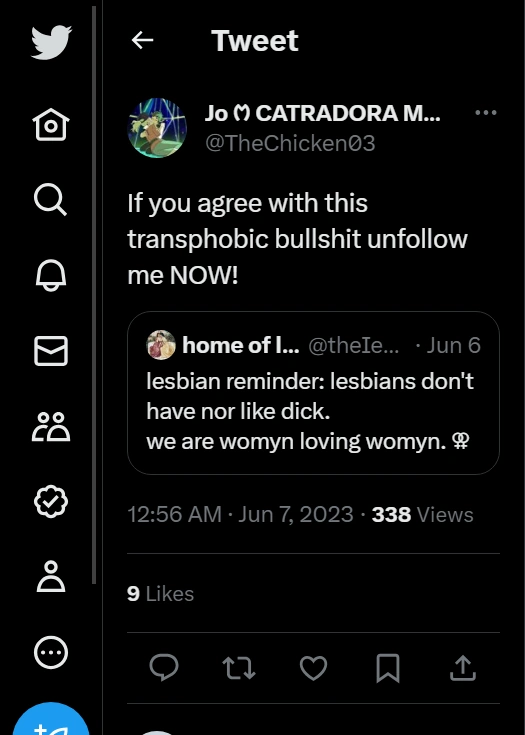 Tweet
Jo ღ CATRADORA M...
@TheChicken03
If you agree with this
transphobic bullshit unfollow
me NOW!
home of l... @theIe... · Jun 6
lesbian reminder: lesbians don't
have nor like dick.
we are womyn loving womyn. ⚢
12:56 AM · Jun 7, 2023 · 338 Views
9 Likes